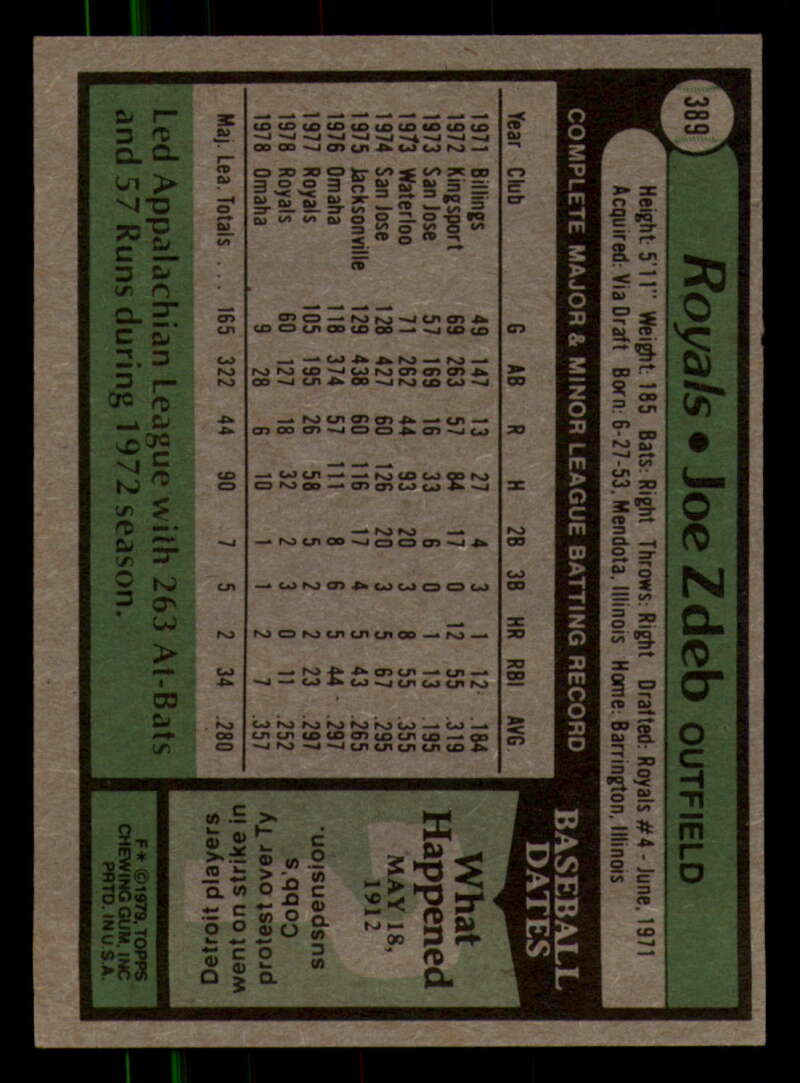 389
Royals • Joe Zdeb OUTFIELD
Height: 5'11" Weight: 185 Bats: Right Throws: Right Drafted: Royals #4 - June, 1971
Acquired: Via Draft Born: 6-27-53, Mendota, Illinois Home: Barrington, Illinois
COMPLETE MAJOR & MINOR LEAGUE BATTING RECORD
Year Club G AB R H 2B 3B HR RBI AVG.
1971 Billings 49 147 13 27 4 3 1 12 .184
1972 Kingsport 69 263 57 84 17 0 12 55 .319
1973 San Jose 57 169 16 33 6 0 1 13 .195
1973 Waterloo 71 262 44 93 20 3 8 55 .355
1974 San Jose 128 427 60 126 20 3 5 67 .295
1975 Jacksonville 129 438 60 116 17 4 5 43 .265
1976 Omaha 118 374 57 111 8 6 5 44 .297
1977 Royals 105 195 26 58 5 2 2 23 .297
1978 Royals 60 127 18 32 2 3 0 11 .252
1978 Omaha 9 28 6 10 1 1 2 7 .357
Maj. Lea. Totals . . . 165 322 44 90 7 5 2 34 .280
Led Appalachian League with 263 At-Bats
and 57 Runs during 1972 season.
BASEBALL
DATES
What
Happened
MAY 18,
1912
Detroit players
went on strike in
protest over Ty
Cobb's
suspension.
F* © 1979, TOPPS
CHEWING GUM, INC
PRTD. IN U.S.A.